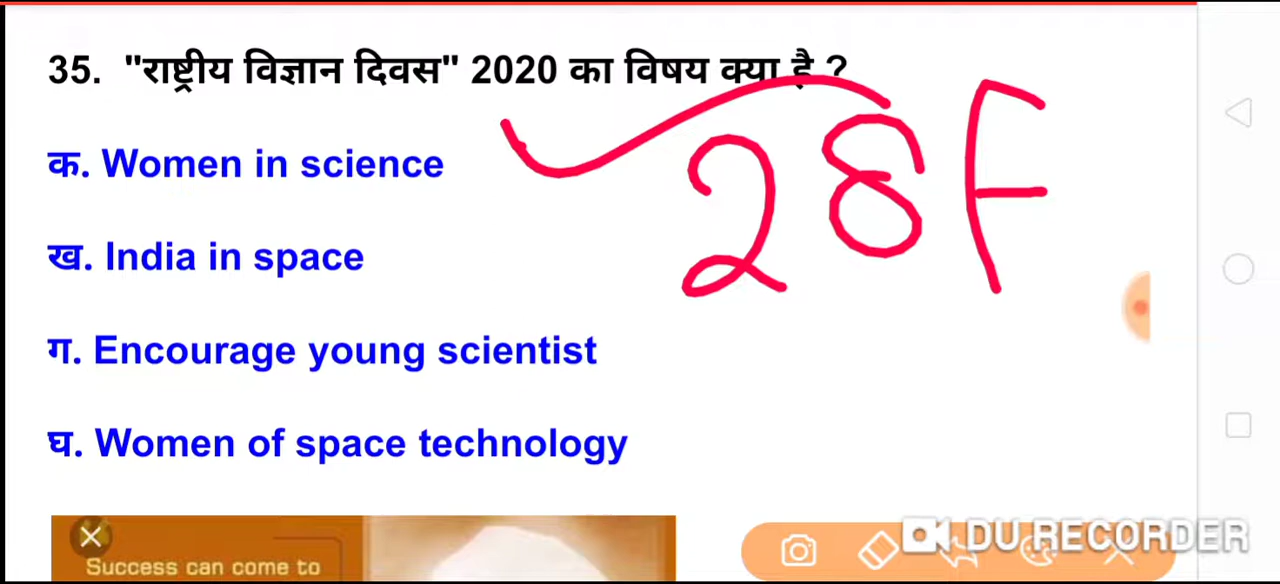 35. "राष्ट्रीय विज्ञान दिवस" 2020 का विषय क्या है ?
क. Women in science
28F
ख. India in space
ग. Encourage young scientist
घ. Women of space technology
DU RECORDER
Success can come to